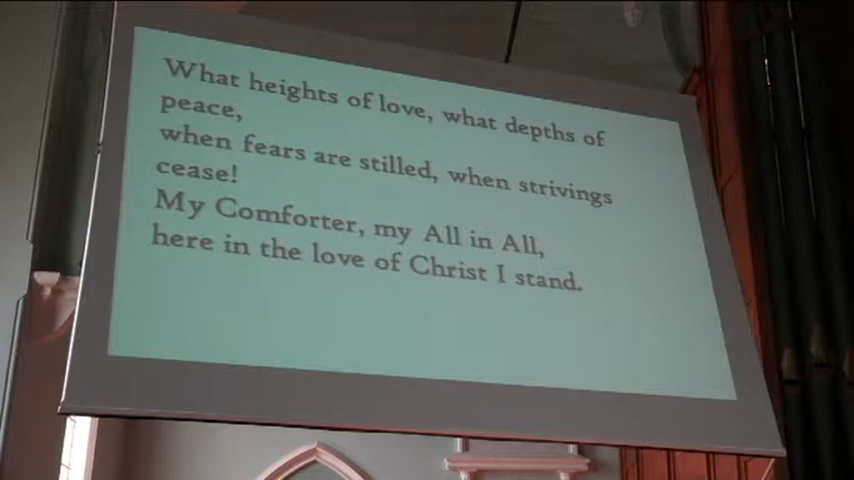 What heights of love, what depths of
peace,
when fears are stilled, when strivings
cease!
My Comforter, my All in All,
here in the love of Christ I stand.